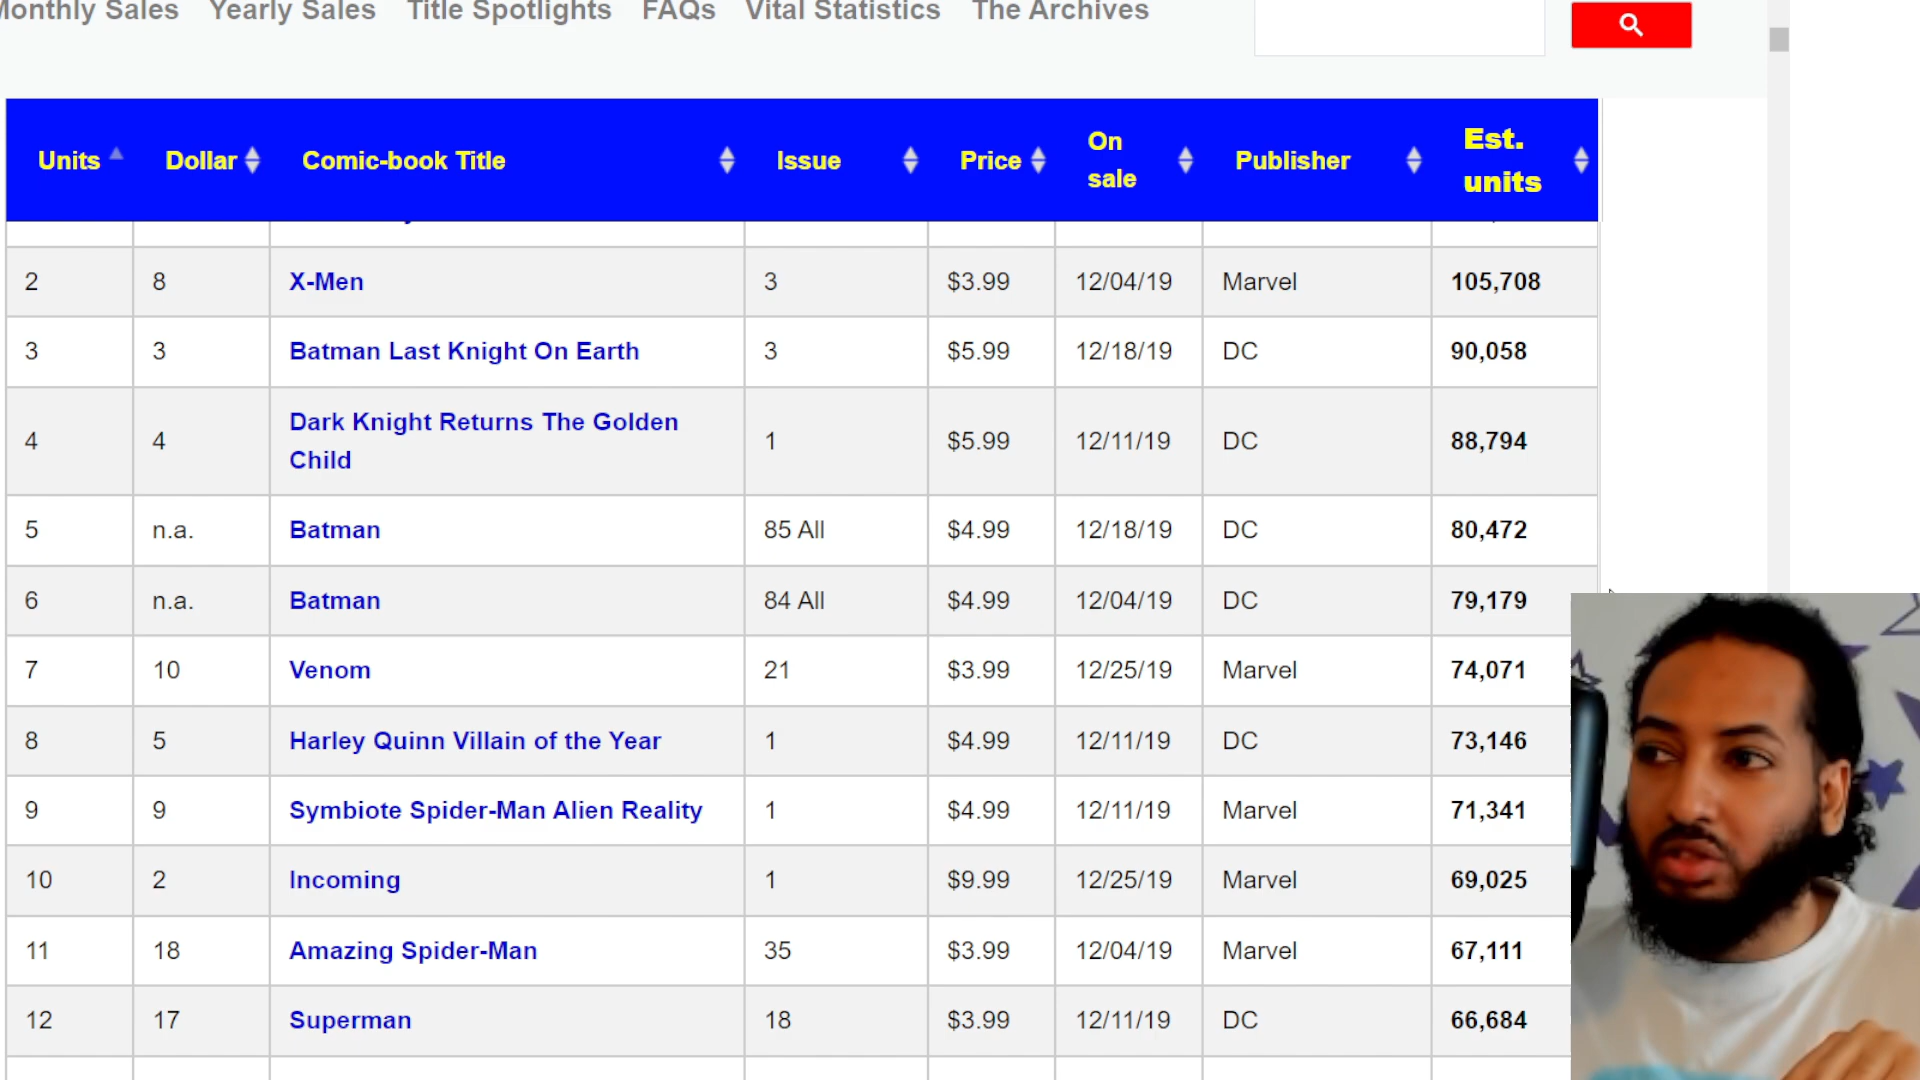 Monthly Sales Yearly Sales Title Spotlights FAQs Vital Statistics The Archives
Units Dollar Comic-book Title Issue Price On sale Publisher Est. units
2 8 X-Men 3 $3.99 12/04/19 Marvel 105,708
3 3 Batman Last Knight On Earth 3 $5.99 12/18/19 DC 90,058
4 4 Dark Knight Returns The Golden Child 1 $5.99 12/11/19 DC 88,794
5 n.a. Batman 85 All $4.99 12/18/19 DC 80,472
6 n.a. Batman 84 All $4.99 12/04/19 DC 79,179
7 10 Venom 21 $3.99 12/25/19 Marvel 74,071
8 5 Harley Quinn Villain of the Year 1 $4.99 12/11/19 DC 73,146
9 9 Symbiote Spider-Man Alien Reality 1 $4.99 12/11/19 Marvel 71,341
10 2 Incoming 1 $9.99 12/25/19 Marvel 69,025
11 18 Amazing Spider-Man 35 $3.99 12/04/19 Marvel 67,111
12 17 Superman 18 $3.99 12/11/19 DC 66,684